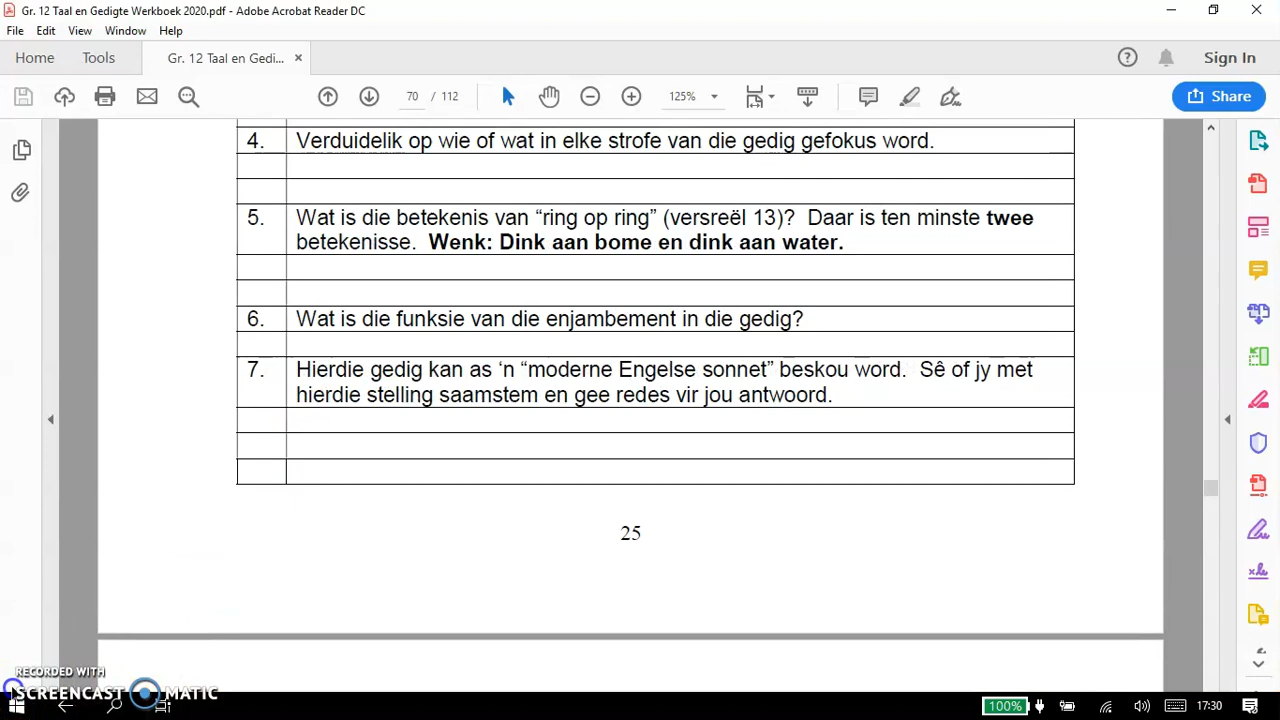 Gr. 12 Taal en Gedigte Werkboek 2020.pdf - Adobe Acrobat Reader DC
File Edit View Window Help
Home Tools Gr. 12 Taal en Gedi... × Sign In
70 / 112 125% Share
4. Verduidelik op wie of wat in elke strofe van die gedig gefokus word.
5. Wat is die betekenis van “ring op ring” (versreël 13)? Daar is ten minste twee
betekenisse. Wenk: Dink aan bome en dink aan water.
6. Wat is die funksie van die enjambement in die gedig?
7. Hierdie gedig kan as ‘n “moderne Engelse sonnet” beskou word. Sê of jy met
hierdie stelling saamstem en gee redes vir jou antwoord.
25
RECORDED WITH
SCREENCAST MATIC
100% 17:30